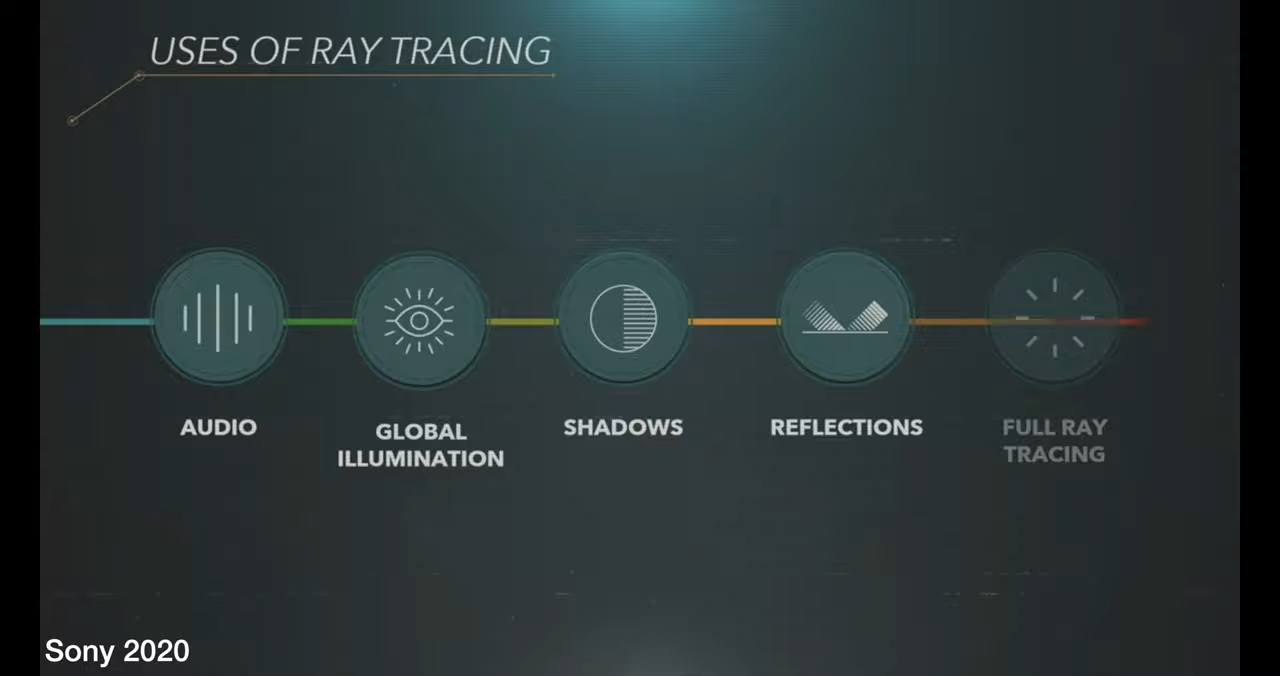 USES OF RAY TRACING
AUDIO
GLOBAL
ILLUMINATION
SHADOWS
REFLECTIONS
FULL RAY
TRACING
Sony 2020